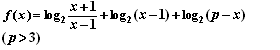 f(x)=log₂ (x+1)/(x−1) +log₂(x−1)+log₂(p−x)
(p>3)